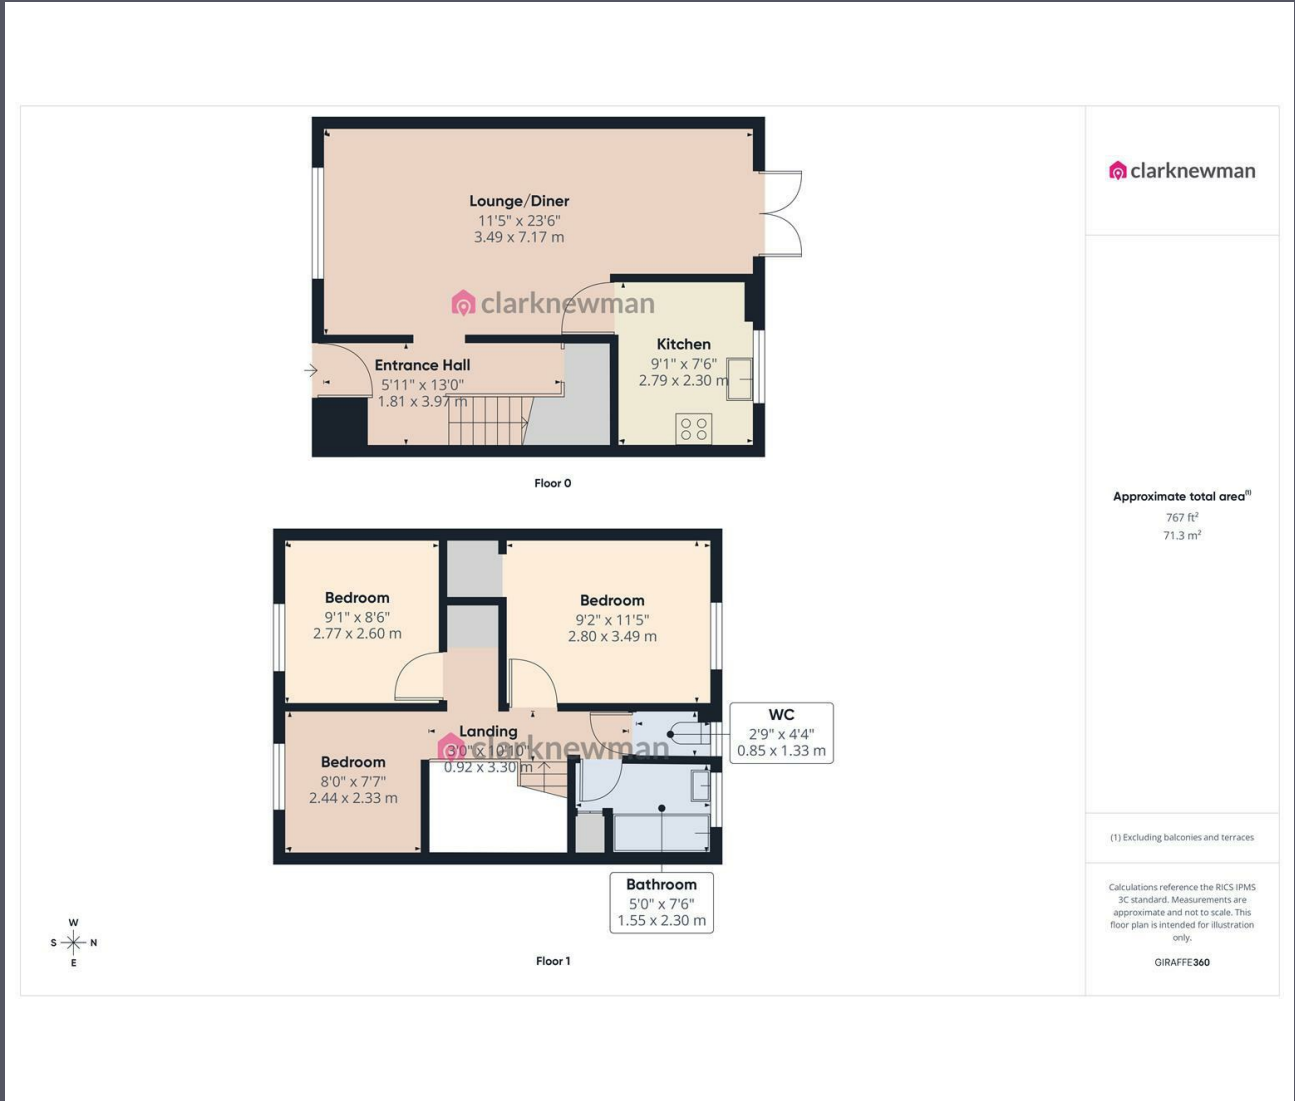 Lounge/Diner
11'5" x 23'6"
3.49 x 7.17 m
clarknewman
Kitchen
9'1" x 7'6"
2.79 x 2.30 m
Entrance Hall
5'11" x 13'0"
1.81 x 3.97 m
Floor 0
Bedroom
9'1" x 8'6"
2.77 x 2.60 m
Bedroom
9'2" x 11'5"
2.80 x 3.49 m
WC
2'9" x 4'4"
0.85 x 1.33 m
Landing
3'0" x 10'10"
0.92 x 3.30 m
clarknewman
Bedroom
8'0" x 7'7"
2.44 x 2.33 m
Bathroom
5'0" x 7'6"
1.55 x 2.30 m
W
S N
E
Floor 1
clarknewman
Approximate total area(1)
767 ft²
71.3 m²
(1) Excluding balconies and terraces
Calculations reference the RICS IPMS
3C standard. Measurements are
approximate and not to scale. This
floor plan is intended for illustration
only.
GIRAFFE360